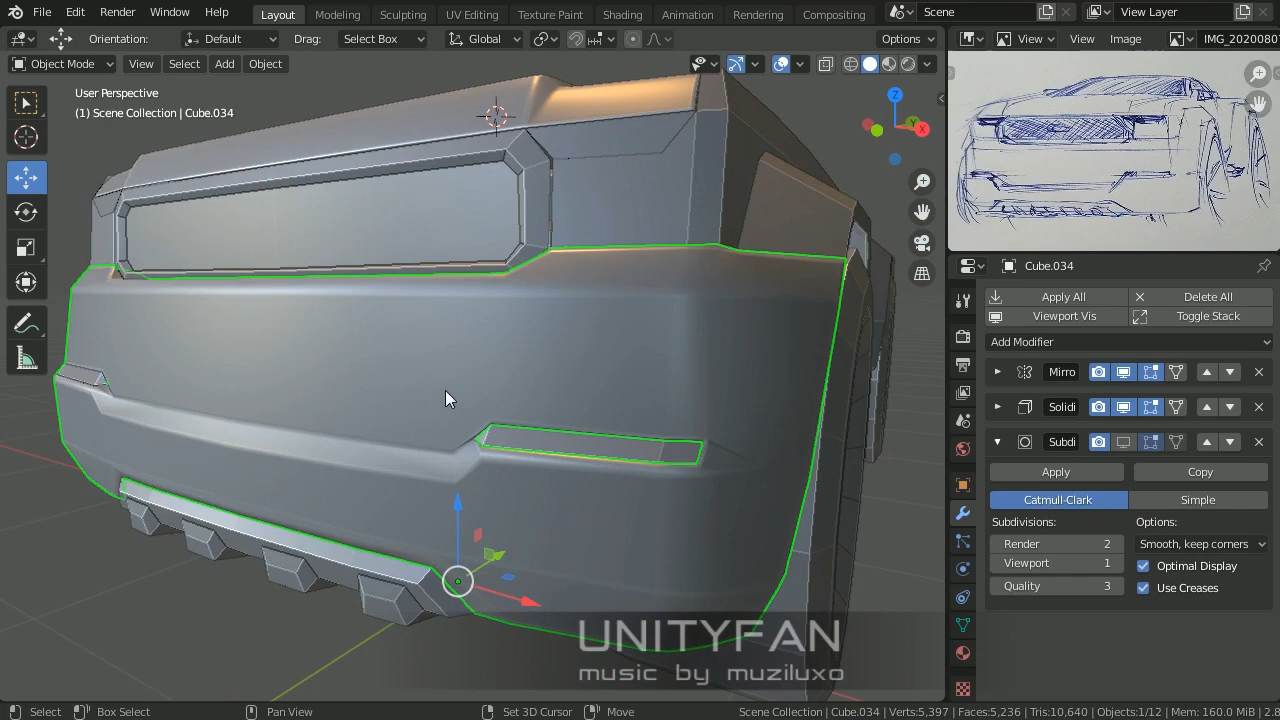 File Edit Render Window Help Layout Modeling Sculpting UV Editing Texture Paint Shading Animation Rendering Compositing Scene View Layer
Orientation: Default Drag: Select Box Global Options View View Image IMG_2020080
Object Mode View Select Add Object
User Perspective
(1) Scene Collection | Cube.034
Z
Y
X
Cube.034
Apply All Delete All
Viewport Vis Toggle Stack
Add Modifier
Mirro
Solidi
Subdi
Apply Copy
Catmull-Clark Simple
Subdivisions: Options:
Render 2 Smooth, keep corners
Viewport 1 Optimal Display
Quality 3 Use Creases
UNITYFAN
music by muziluxo
Select Box Select Pan View Set 3D Cursor Move Scene Collection | Cube.034 | Verts:5,397 | Faces:5,236 | Tris:10,640 | Objects:1/12 | Mem: 160.0 MiB | 2.8